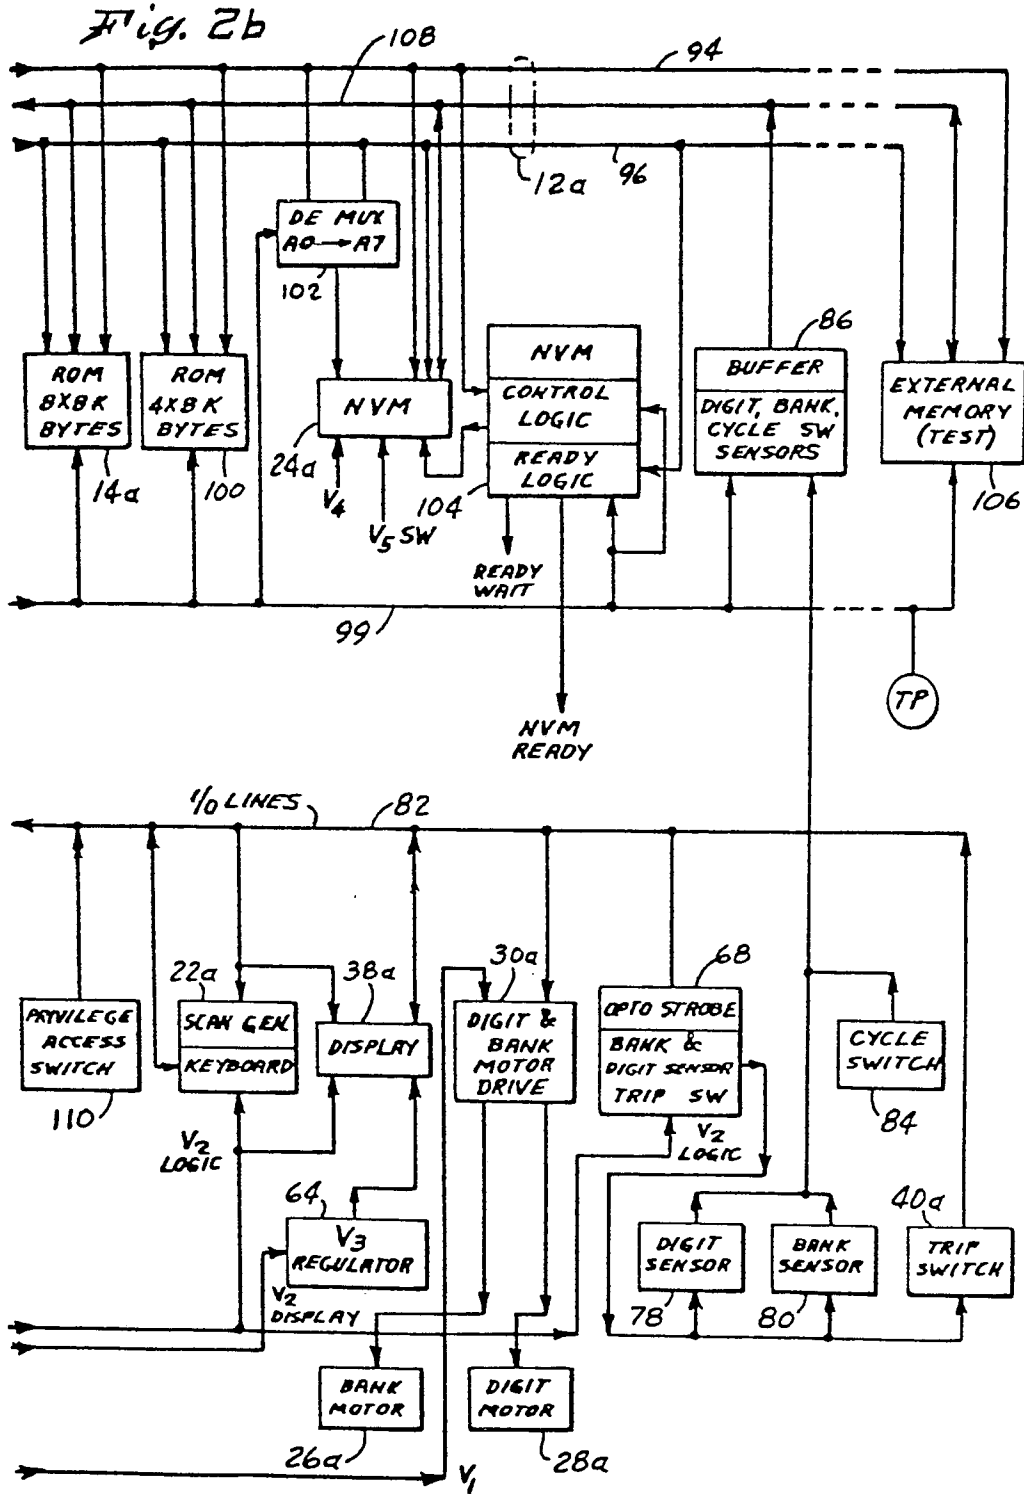 Fig. 2b
108
94
12a
96
DE MUX
A0→A7
102
86
ROM
8X8K
BYTES
14a
ROM
4X8K
BYTES
100
NVM
24a
V4
V5 SW
NVM
CONTROL
LOGIC
READY
LOGIC
104
READY
WAIT
NVM
READY
BUFFER
DIGIT, BANK,
CYCLE SW
SENSORS
EXTERNAL
MEMORY
(TEST)
106
99
TP
I/O LINES
82
PRIVILEGE
ACCESS
SWITCH
110
22a
SCAN GEN
KEYBOARD
38a
DISPLAY
30a
DIGIT &
BANK
MOTOR
DRIVE
68
OPTO STROBE
BANK &
DIGIT SENSOR
TRIP SW
CYCLE
SWITCH
84
V2
LOGIC
V2
LOGIC
64
V3
REGULATOR
V2
DISPLAY
DIGIT
SENSOR
78
BANK
SENSOR
80
40a
TRIP
SWITCH
BANK
MOTOR
26a
DIGIT
MOTOR
28a
V1